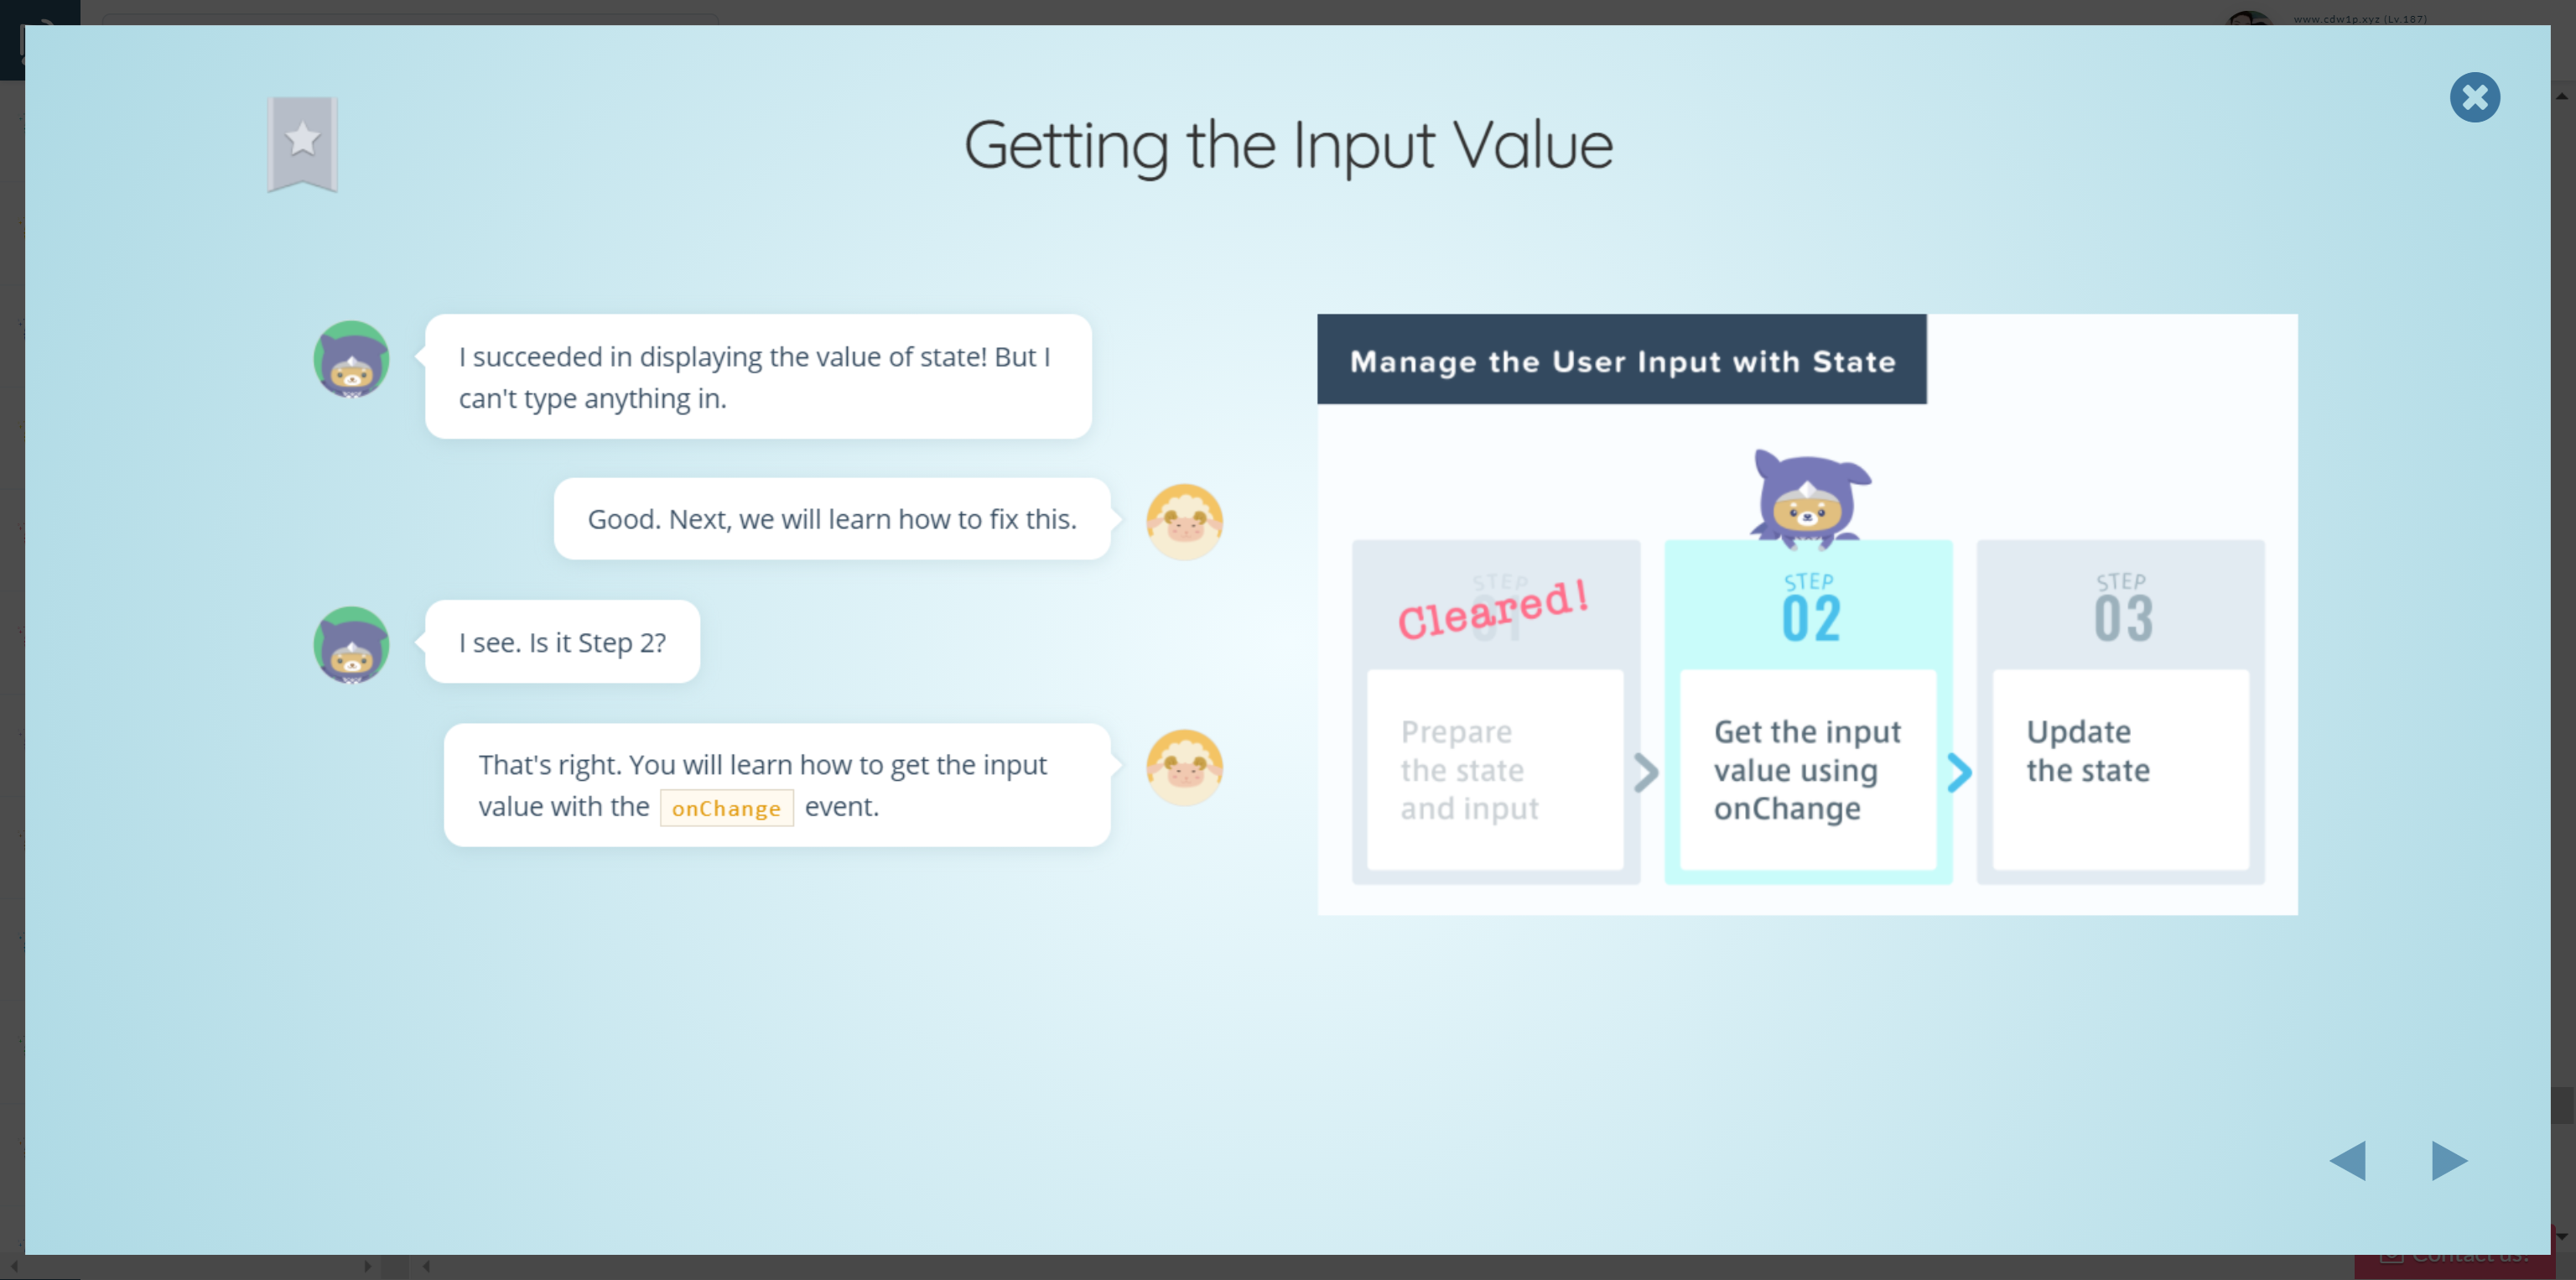 www.cdw1p.xyz (Lv.187)
Getting the Input Value
I succeeded in displaying the value of state! But I
can't type anything in.
Good. Next, we will learn how to fix this.
I see. Is it Step 2?
That's right. You will learn how to get the input
value with the onChange event.
Manage the User Input with State
STEP
01
Cleared!
Prepare
the state
and input
STEP
02
Get the input
value using
onChange
STEP
03
Update
the state
Contact us!